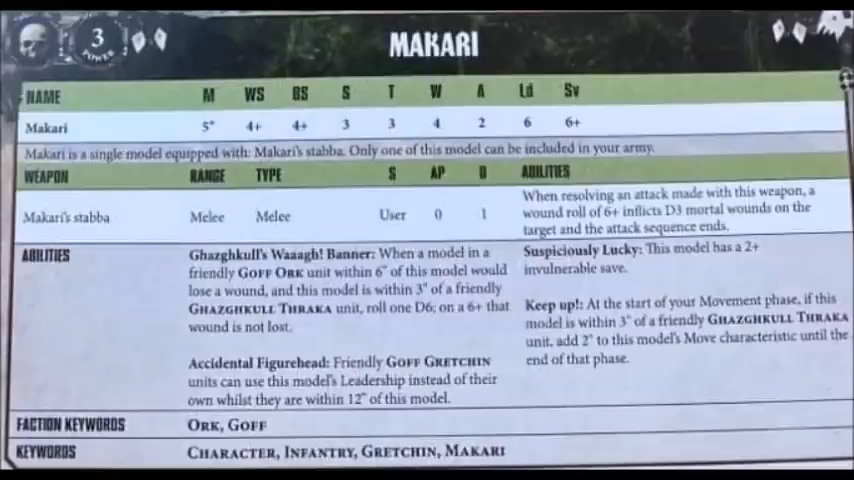 3
POWER
MAKARI
NAME M WS BS S T W A Ld Sv
Makari 5" 4+ 4+ 3 3 4 2 6 6+
Makari is a single model equipped with: Makari's stabba. Only one of this model can be included in your army.
WEAPON RANGE TYPE S AP D ABILITIES
Makari's stabba Melee Melee User 0 1
When resolving an attack made with this weapon, a
wound roll of 6+ inflicts D3 mortal wounds on the
target and the attack sequence ends.
ABILITIES
Ghazghkull's Waaagh! Banner: When a model in a
friendly GOFF ORK unit within 6" of this model would
lose a wound, and this model is within 3" of a friendly
GHAZGHKULL THRAKA unit, roll one D6; on a 6+ that
wound is not lost.
Accidental Figurehead: Friendly GOFF GRETCHIN
units can use this model's Leadership instead of their
own whilst they are within 12" of this model.
Suspiciously Lucky: This model has a 2+
invulnerable save.
Keep up!: At the start of your Movement phase, if this
model is within 3" of a friendly GHAZGHKULL THRAKA
unit, add 2" to this model's Move characteristic until the
end of that phase.
FACTION KEYWORDS ORK, GOFF
KEYWORDS CHARACTER, INFANTRY, GRETCHIN, MAKARI